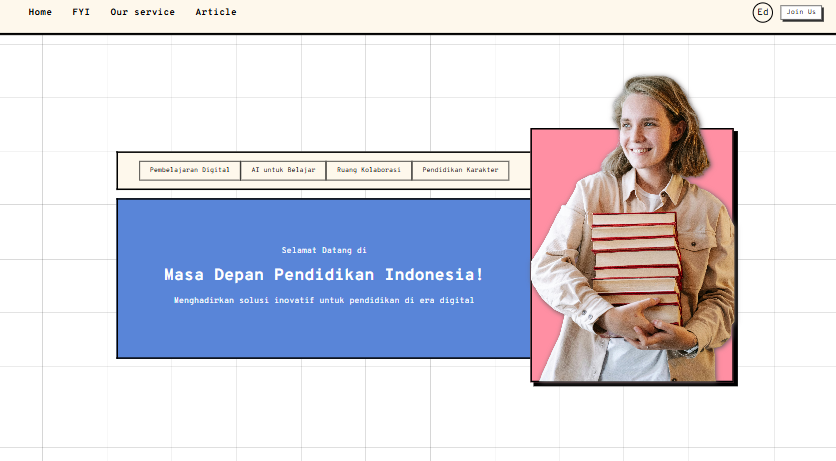 Home FYI Our service Article Ed Join Us
Pembelajaran Digital AI untuk Belajar Ruang Kolaborasi Pendidikan Karakter
Selamat Datang di
Masa Depan Pendidikan Indonesia!
Menghadirkan solusi inovatif untuk pendidikan di era digital